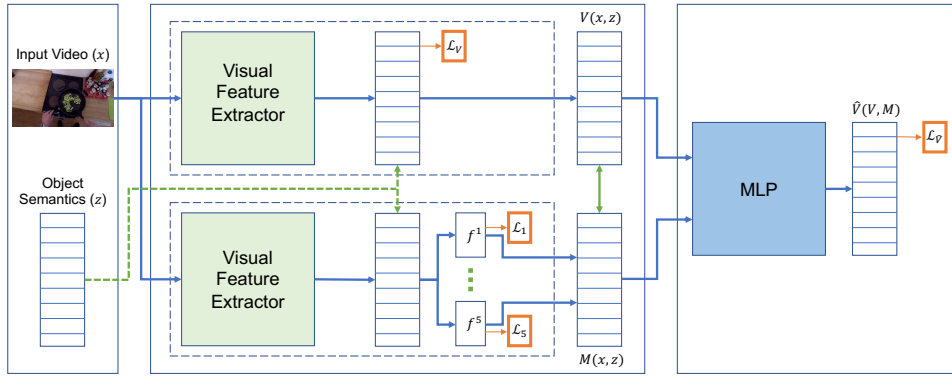 Input Video (x)
Object
Semantics (z)
Visual
Feature
Extractor
ℒ_V
V(x, z)
Visual
Feature
Extractor
f¹
ℒ₁
f⁵
ℒ₅
M(x, z)
MLP
V̂(V, M)
ℒ_V̂